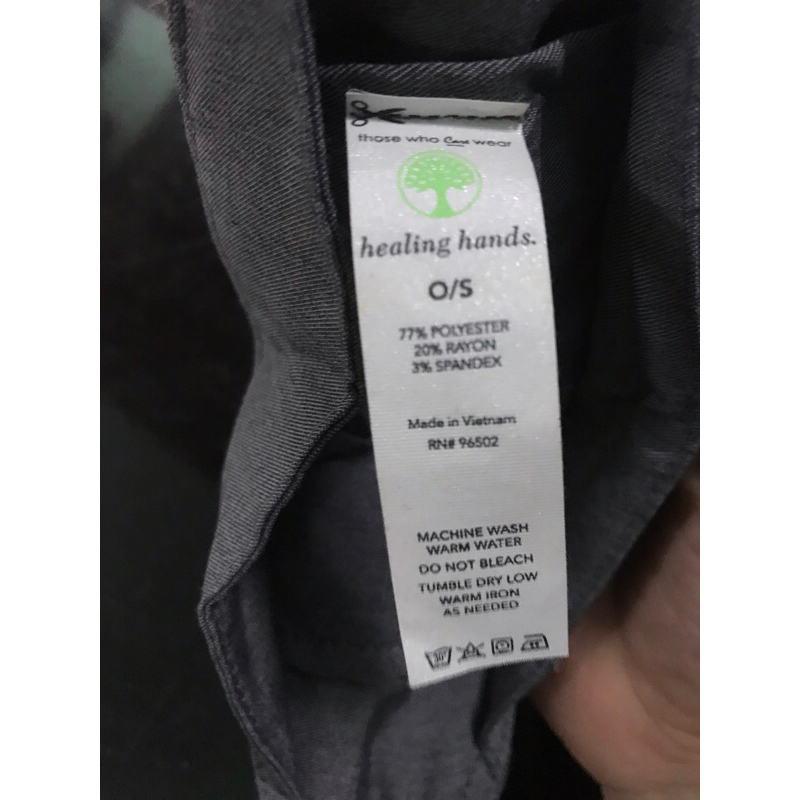 those who Care wear
healing hands.
O/S
77% POLYESTER
20% RAYON
3% SPANDEX
Made in Vietnam
RN# 96502
MACHINE WASH
WARM WATER
DO NOT BLEACH
TUMBLE DRY LOW
WARM IRON
AS NEEDED
30°